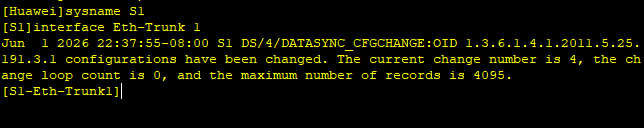 [Huawei]sysname S1
[S1]interface Eth-Trunk 1
Jun  1 2026 22:37:55-08:00 S1 DS/4/DATASYNC_CFGCHANGE:OID 1.3.6.1.4.1.2011.5.25.
191.3.1 configurations have been changed. The current change number is 4, the ch
ange loop count is 0, and the maximum number of records is 4095.
[S1-Eth-Trunk1]